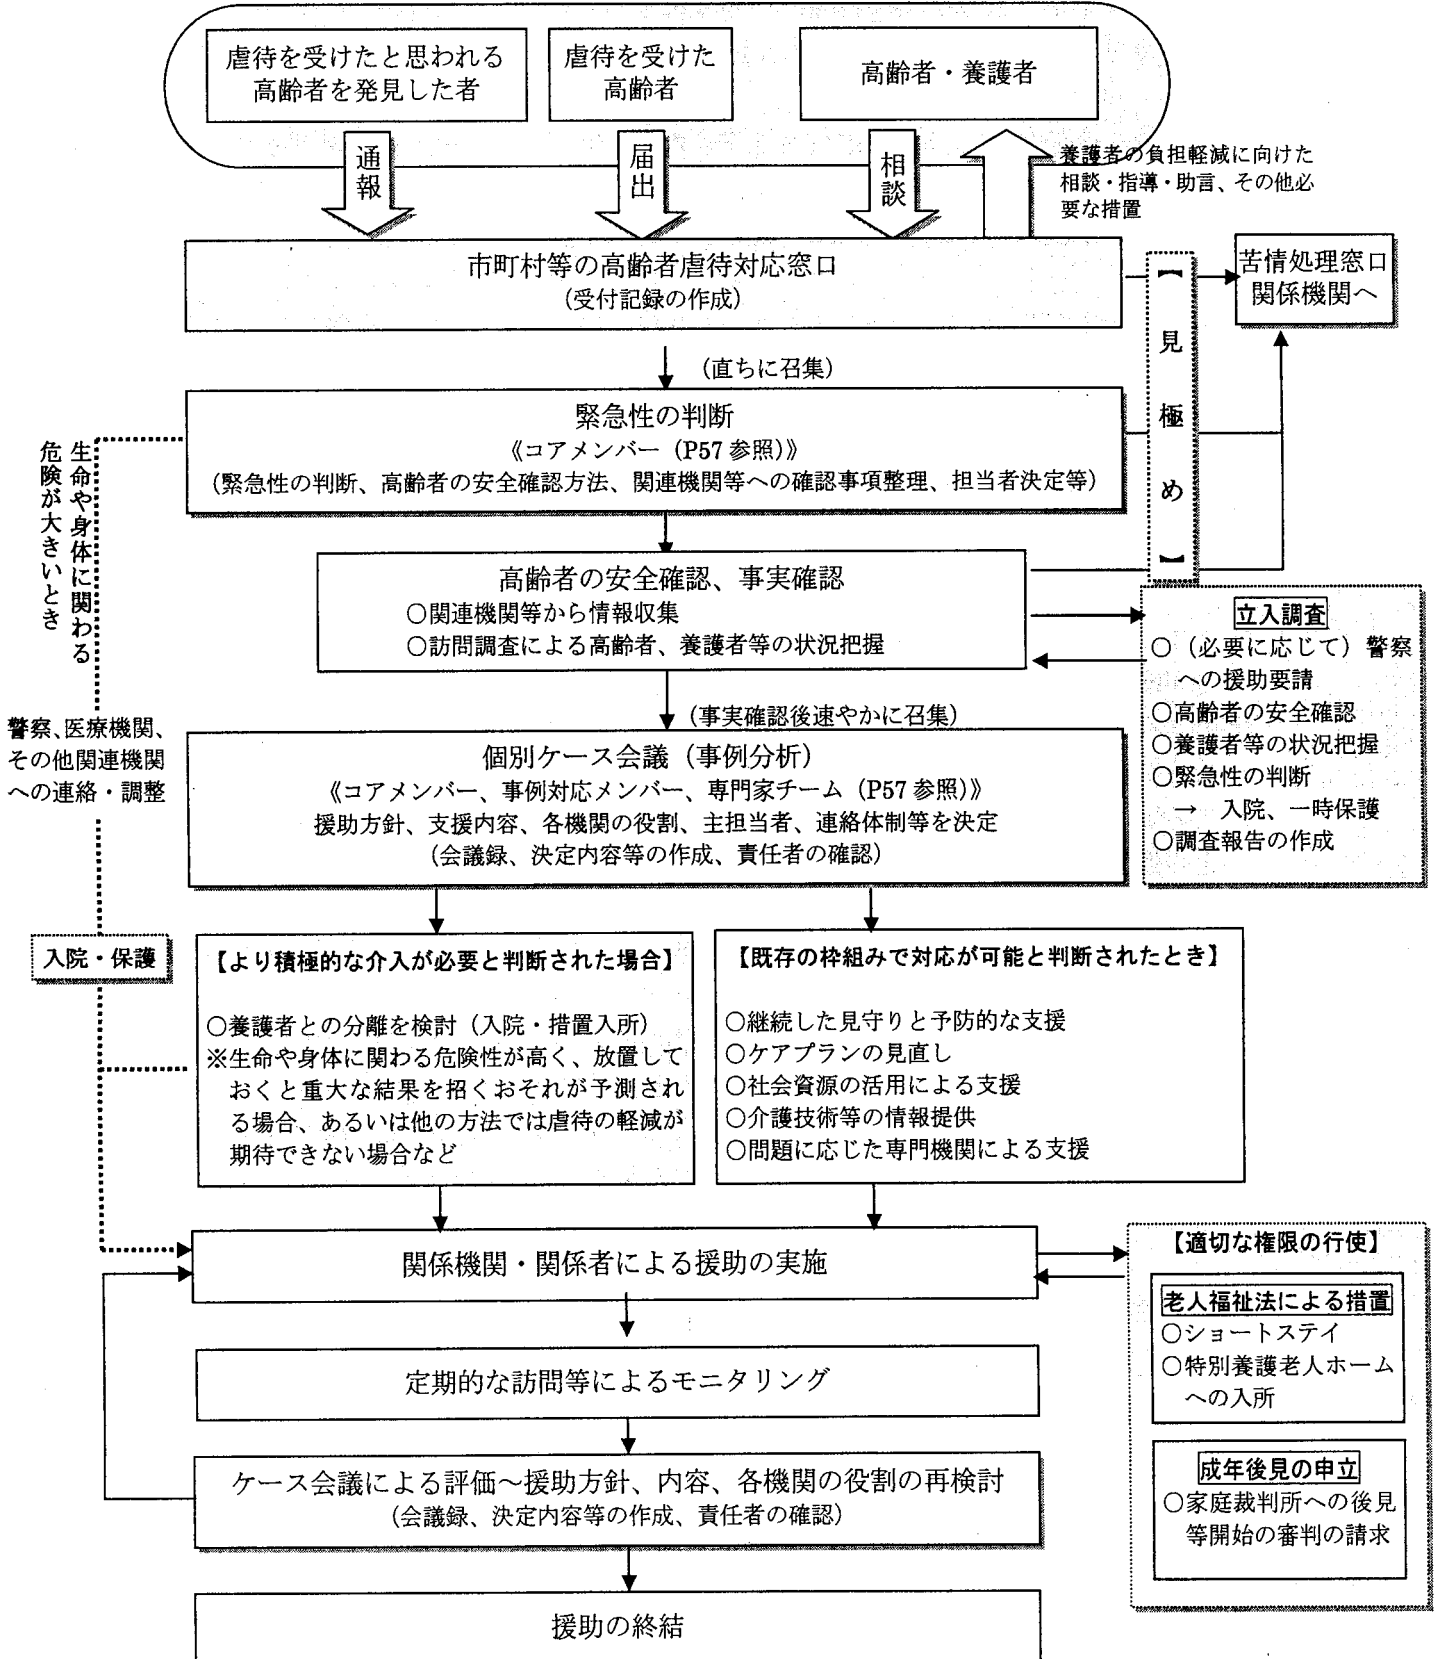 虐待を受けたと思われる
高齢者を発見した者
虐待を受けた
高齢者
高齢者・養護者
通報
届出
相談
養護者の負担軽減に向けた
相談・指導・助言、その他必
要な措置
市町村等の高齢者虐待対応窓口
(受付記録の作成)
【見極め】
苦情処理窓口
関係機関へ
(直ちに召集)
緊急性の判断
《コアメンバー（P57 参照）》
(緊急性の判断、高齢者の安全確認方法、関連機関等への確認事項整理、担当者決定等)
生命や身体に関わる
危険が大きいとき
高齢者の安全確認、事実確認
○関連機関等から情報収集
○訪問調査による高齢者、養護者等の状況把握
立入調査
○（必要に応じて）警察
への援助要請
○高齢者の安全確認
○養護者等の状況把握
○緊急性の判断
→ 入院、一時保護
○調査報告の作成
警察、医療機関、
その他関連機関
への連絡・調整
(事実確認後速やかに召集)
個別ケース会議（事例分析）
《コアメンバー、事例対応メンバー、専門家チーム（P57 参照）》
援助方針、支援内容、各機関の役割、主担当者、連絡体制等を決定
(会議録、決定内容等の作成、責任者の確認)
入院・保護
【より積極的な介入が必要と判断された場合】
○養護者との分離を検討（入院・措置入所）
※生命や身体に関わる危険性が高く、放置して
おくと重大な結果を招くおそれが予測され
る場合、あるいは他の方法では虐待の軽減が
期待できない場合など
【既存の枠組みで対応が可能と判断されたとき】
○継続した見守りと予防的な支援
○ケアプランの見直し
○社会資源の活用による支援
○介護技術等の情報提供
○問題に応じた専門機関による支援
関係機関・関係者による援助の実施
【適切な権限の行使】
老人福祉法による措置
○ショートステイ
○特別養護老人ホーム
への入所
成年後見の申立
○家庭裁判所への後見
等開始の審判の請求
定期的な訪問等によるモニタリング
ケース会議による評価～援助方針、内容、各機関の役割の再検討
(会議録、決定内容等の作成、責任者の確認)
援助の終結